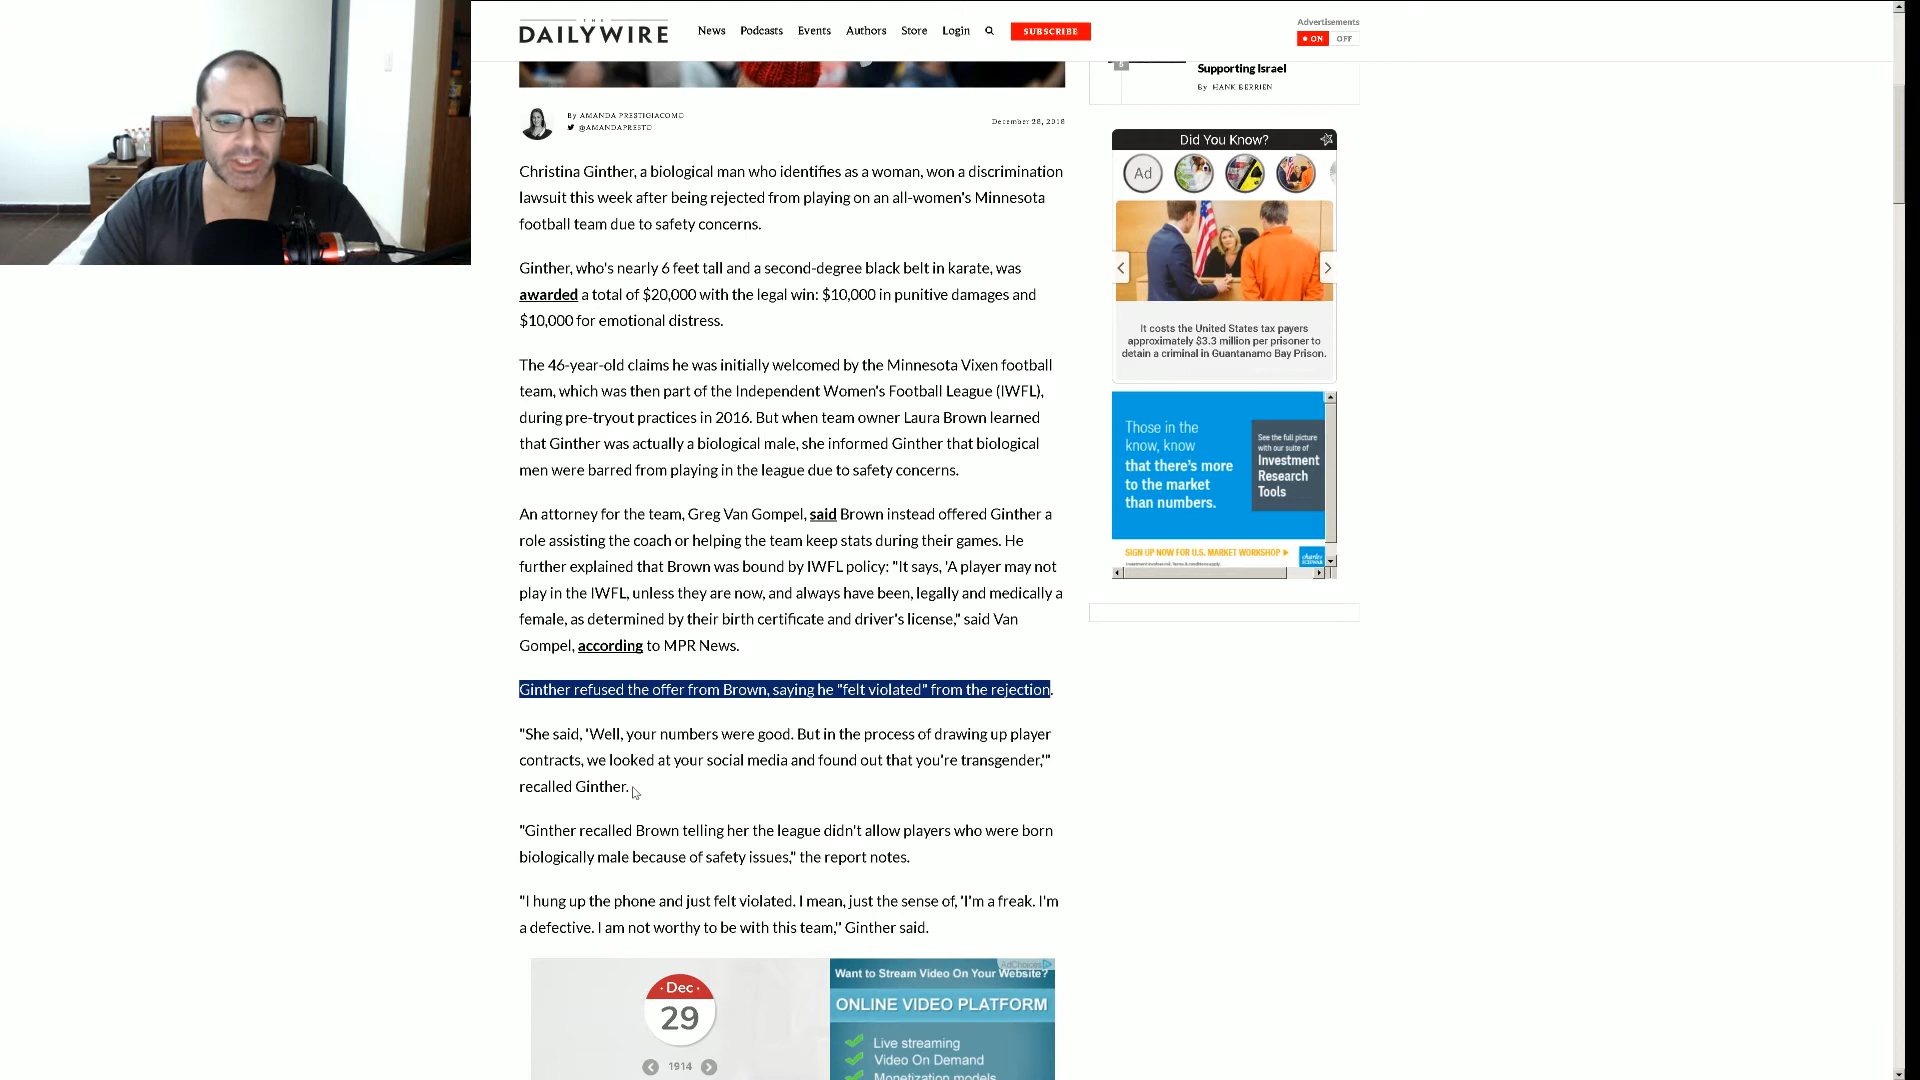 THE
DAILYWIRE
News Podcasts Events Authors Store Login SUBSCRIBE
Advertisements
ON OFF
5
Supporting Israel
By HANK BERRIEN
By AMANDA PRESTIGIACOMO
@AMANDAPRESTO
December 28, 2018
Christina Ginther, a biological man who identifies as a woman, won a discrimination
lawsuit this week after being rejected from playing on an all-women's Minnesota
football team due to safety concerns.
Ginther, who's nearly 6 feet tall and a second-degree black belt in karate, was
awarded a total of $20,000 with the legal win: $10,000 in punitive damages and
$10,000 for emotional distress.
The 46-year-old claims he was initially welcomed by the Minnesota Vixen football
team, which was then part of the Independent Women's Football League (IWFL),
during pre-tryout practices in 2016. But when team owner Laura Brown learned
that Ginther was actually a biological male, she informed Ginther that biological
men were barred from playing in the league due to safety concerns.
An attorney for the team, Greg Van Gompel, said Brown instead offered Ginther a
role assisting the coach or helping the team keep stats during their games. He
further explained that Brown was bound by IWFL policy: "It says, 'A player may not
play in the IWFL, unless they are now, and always have been, legally and medically a
female, as determined by their birth certificate and driver's license," said Van
Gompel, according to MPR News.
Ginther refused the offer from Brown, saying he "felt violated" from the rejection.
"She said, 'Well, your numbers were good. But in the process of drawing up player
contracts, we looked at your social media and found out that you're transgender,'"
recalled Ginther.
"Ginther recalled Brown telling her the league didn't allow players who were born
biologically male because of safety issues," the report notes.
"I hung up the phone and just felt violated. I mean, just the sense of, 'I'm a freak. I'm
a defective. I am not worthy to be with this team," Ginther said.
Did You Know?
Ad
It costs the United States tax payers
approximately $3.3 million per prisoner to
detain a criminal in Guantanamo Bay Prison.
Those in the
know, know
that there's more
to the market
than numbers.
See the full picture
with our suite of
Investment
Research
Tools
SIGN UP NOW FOR U.S. MARKET WORKSHOP
charles
SCHWAB
Investment involves risk. Terms & conditions apply.
Dec
29
1914
AdChoices
Want to Stream Video On Your Website?
ONLINE VIDEO PLATFORM
Live streaming
Video On Demand
Monetization models